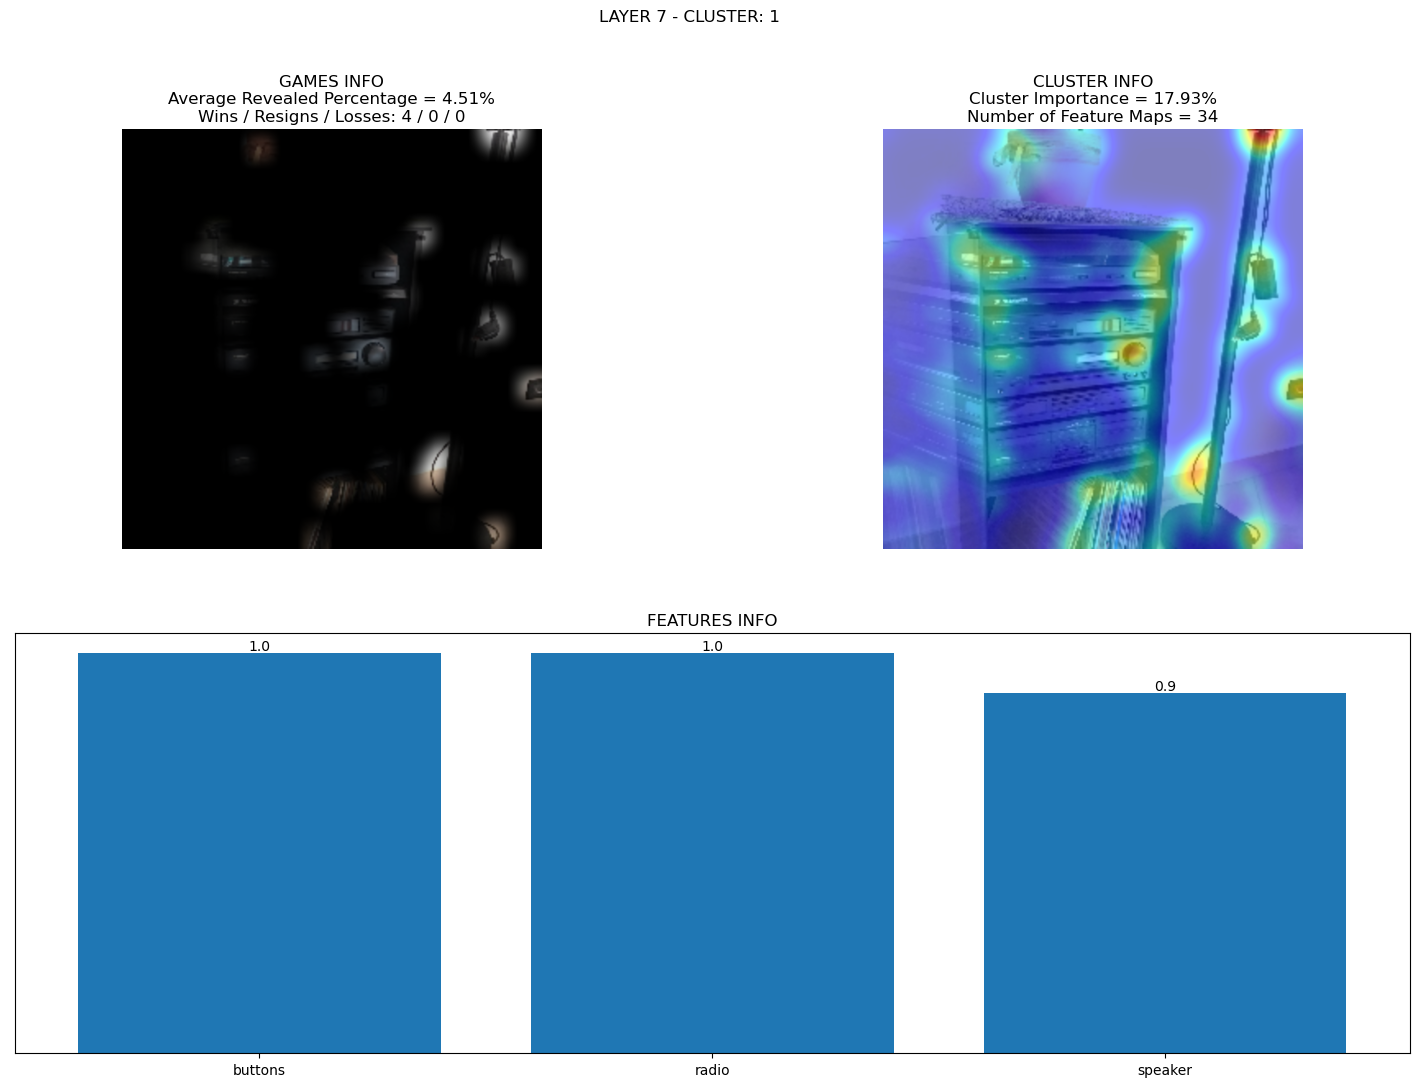 LAYER 7 - CLUSTER: 1
GAMES INFO
Average Revealed Percentage = 4.51%
Wins / Resigns / Losses: 4 / 0 / 0
CLUSTER INFO
Cluster Importance = 17.93%
Number of Feature Maps = 34
FEATURES INFO
1.0
1.0
0.9
buttons
radio
speaker